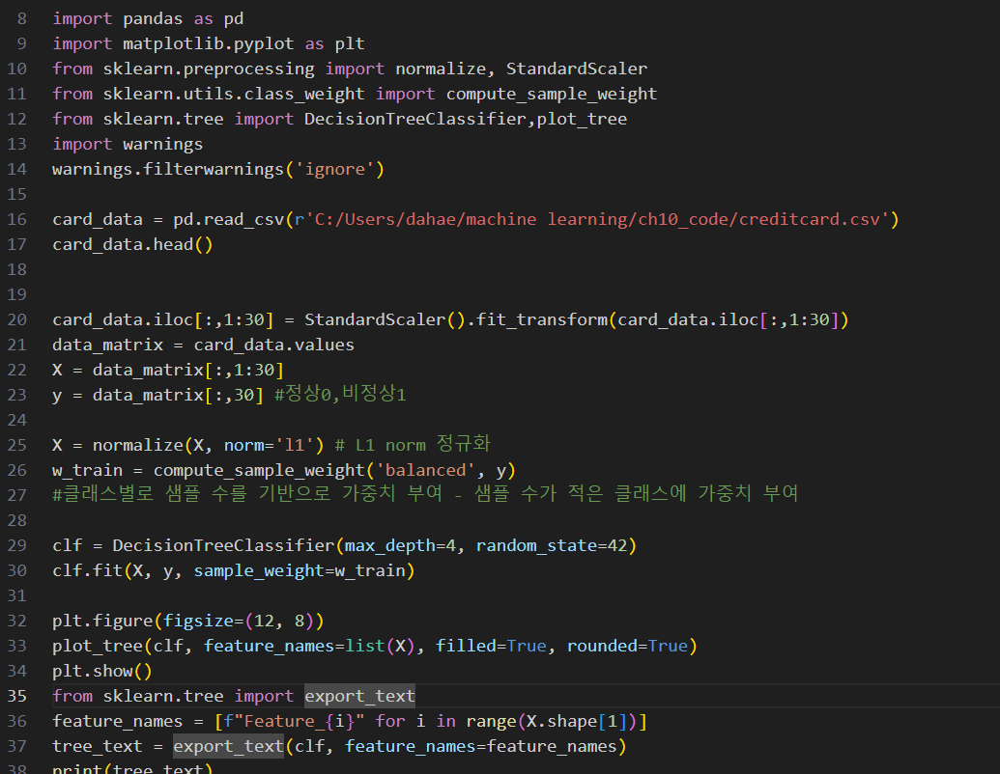 8 import pandas as pd
9 import matplotlib.pyplot as plt
10 from sklearn.preprocessing import normalize, StandardScaler
11 from sklearn.utils.class_weight import compute_sample_weight
12 from sklearn.tree import DecisionTreeClassifier,plot_tree
13 import warnings
14 warnings.filterwarnings('ignore')
15
16 card_data = pd.read_csv(r'C:/Users/dahae/machine learning/ch10_code/creditcard.csv')
17 card_data.head()
18
19
20 card_data.iloc[:,1:30] = StandardScaler().fit_transform(card_data.iloc[:,1:30])
21 data_matrix = card_data.values
22 X = data_matrix[:,1:30]
23 y = data_matrix[:,30] #정상0,비정상1
24
25 X = normalize(X, norm='l1') # L1 norm 정규화
26 w_train = compute_sample_weight('balanced', y)
27 #클래스별로 샘플 수를 기반으로 가중치 부여 - 샘플 수가 적은 클래스에 가중치 부여
28
29 clf = DecisionTreeClassifier(max_depth=4, random_state=42)
30 clf.fit(X, y, sample_weight=w_train)
31
32 plt.figure(figsize=(12, 8))
33 plot_tree(clf, feature_names=list(X), filled=True, rounded=True)
34 plt.show()
35 from sklearn.tree import export_text
36 feature_names = [f"Feature_{i}" for i in range(X.shape[1])]
37 tree_text = export_text(clf, feature_names=feature_names)
38 print(tree_text)